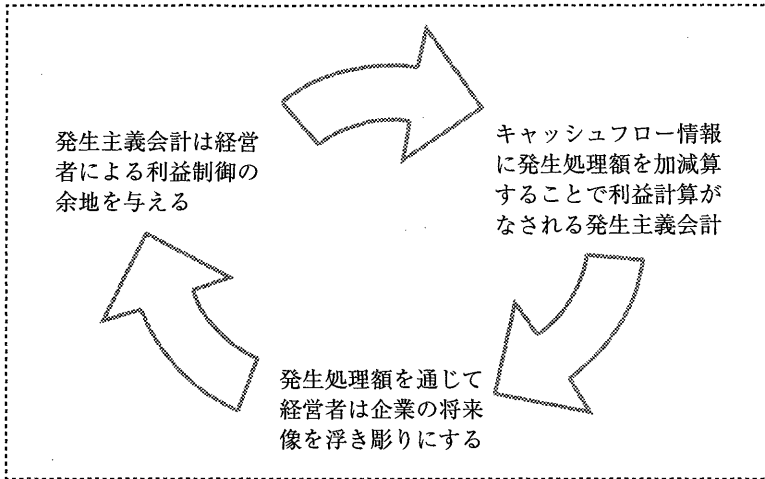 発生主義会計は経営
者による利益制御の
余地を与える
キャッシュフロー情報
に発生処理額を加減算
することで利益計算が
なされる発生主義会計
発生処理額を通じて
経営者は企業の将来
像を浮き彫りにする